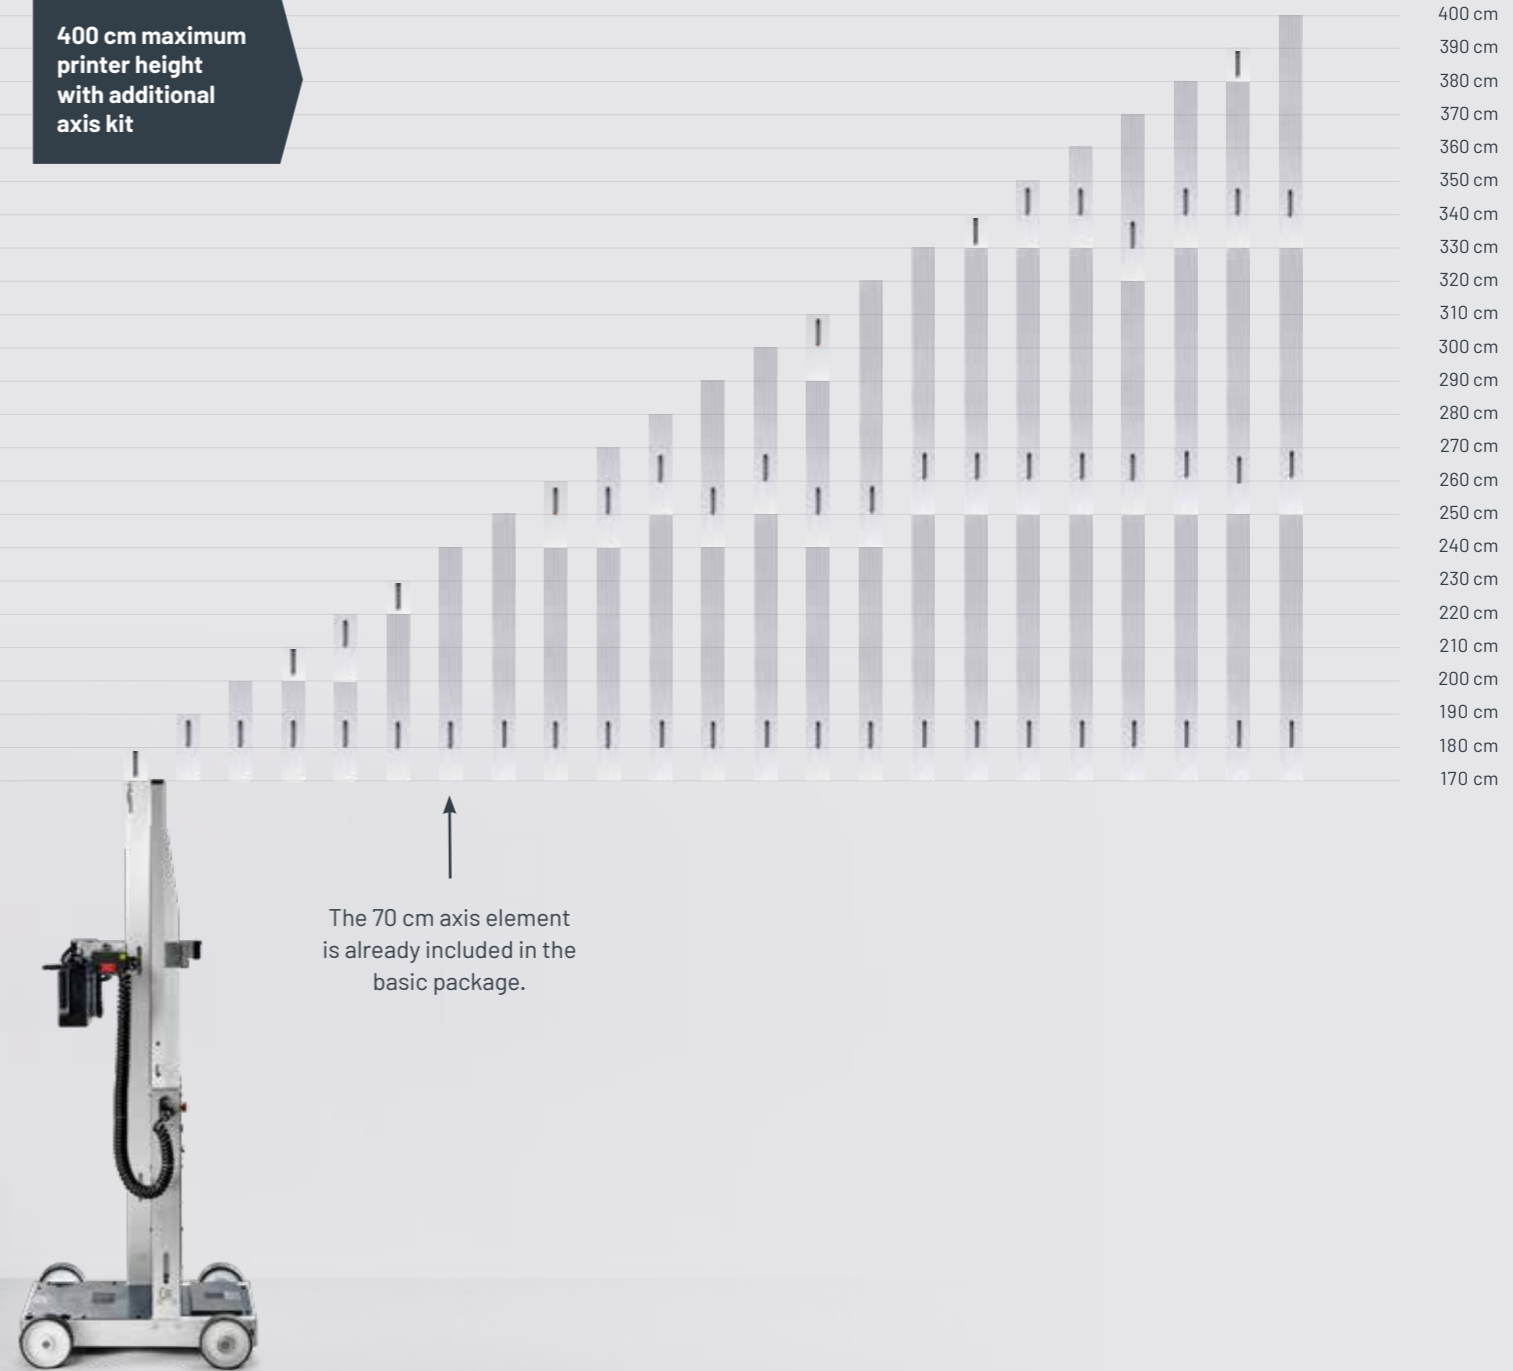 400 cm maximum
printer height
with additional
axis kit
400 cm
390 cm
380 cm
370 cm
360 cm
350 cm
340 cm
330 cm
320 cm
310 cm
300 cm
290 cm
280 cm
270 cm
260 cm
250 cm
240 cm
230 cm
220 cm
210 cm
200 cm
190 cm
180 cm
170 cm
The 70 cm axis element
is already included in the
basic package.